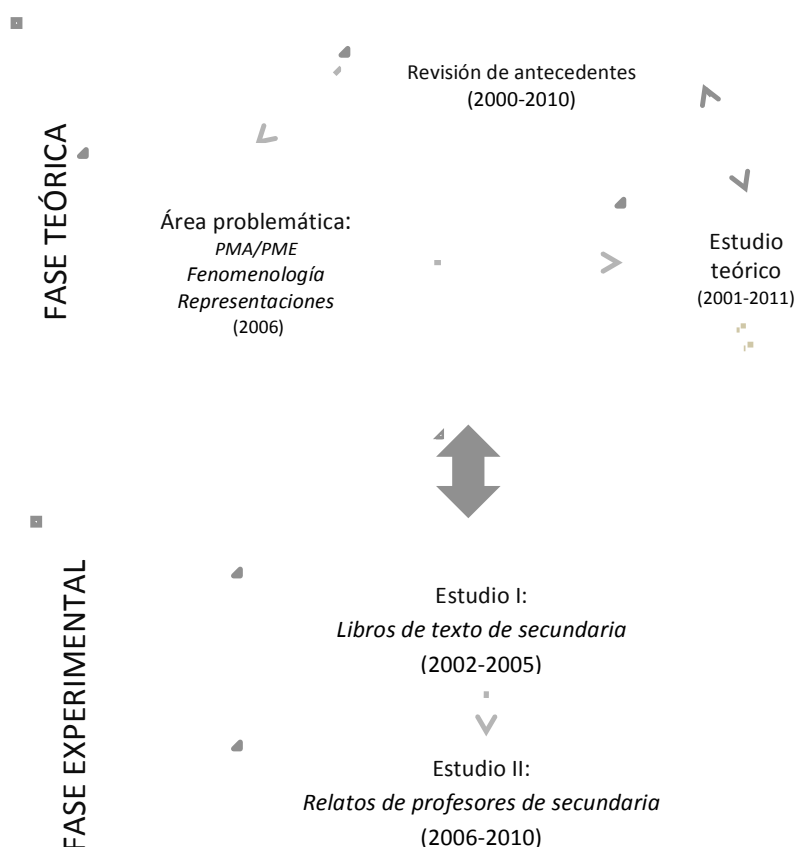 FASE TEÓRICA
Revisión de antecedentes
(2000-2010)
Área problemática:
PMA/PME
Fenomenología
Representaciones
(2006)
Estudio
teórico
(2001-2011)
FASE EXPERIMENTAL
Estudio I:
Libros de texto de secundaria
(2002-2005)
Estudio II:
Relatos de profesores de secundaria
(2006-2010)